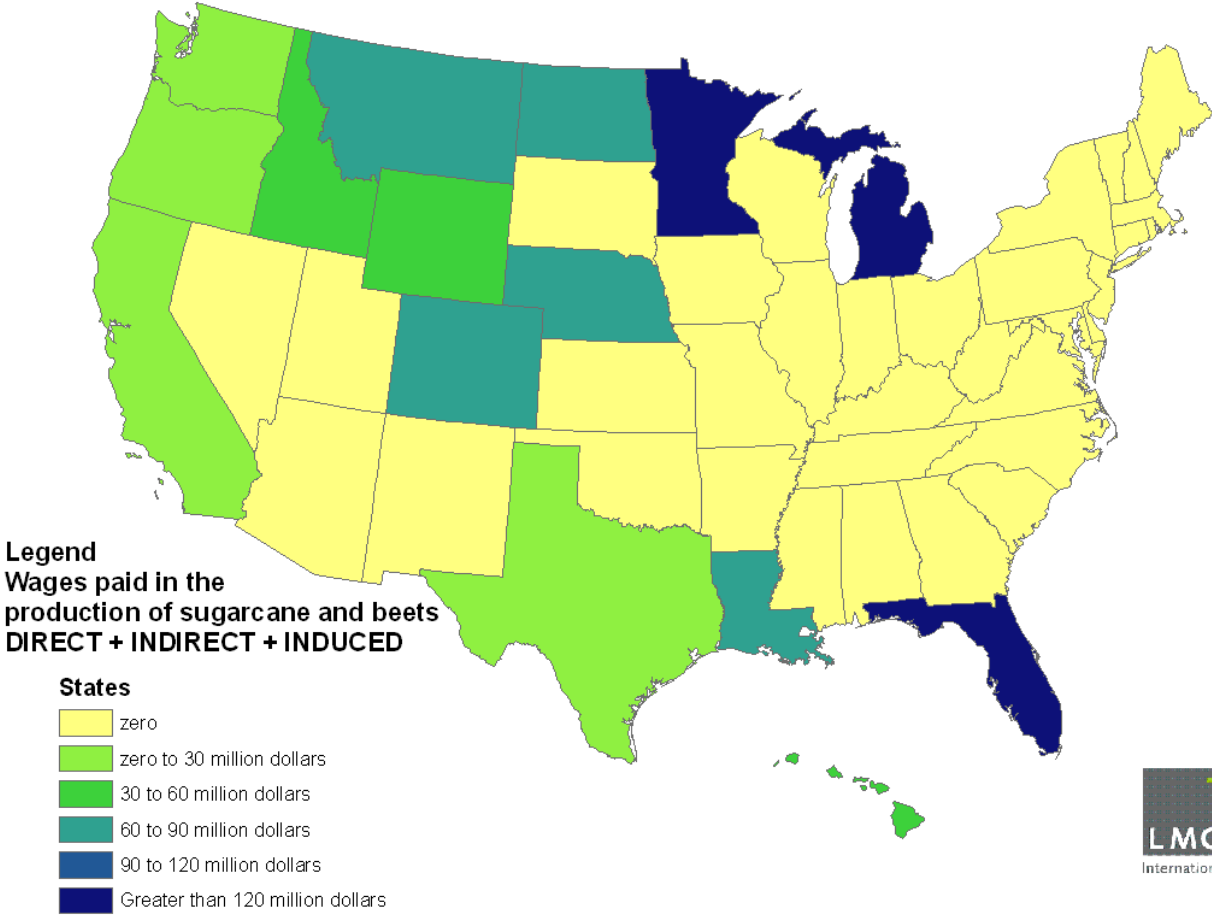 Legend
Wages paid in the
production of sugarcane and beets
DIRECT + INDIRECT + INDUCED
States
zero
zero to 30 million dollars
30 to 60 million dollars
60 to 90 million dollars
90 to 120 million dollars
Greater than 120 million dollars
LMC
Internation